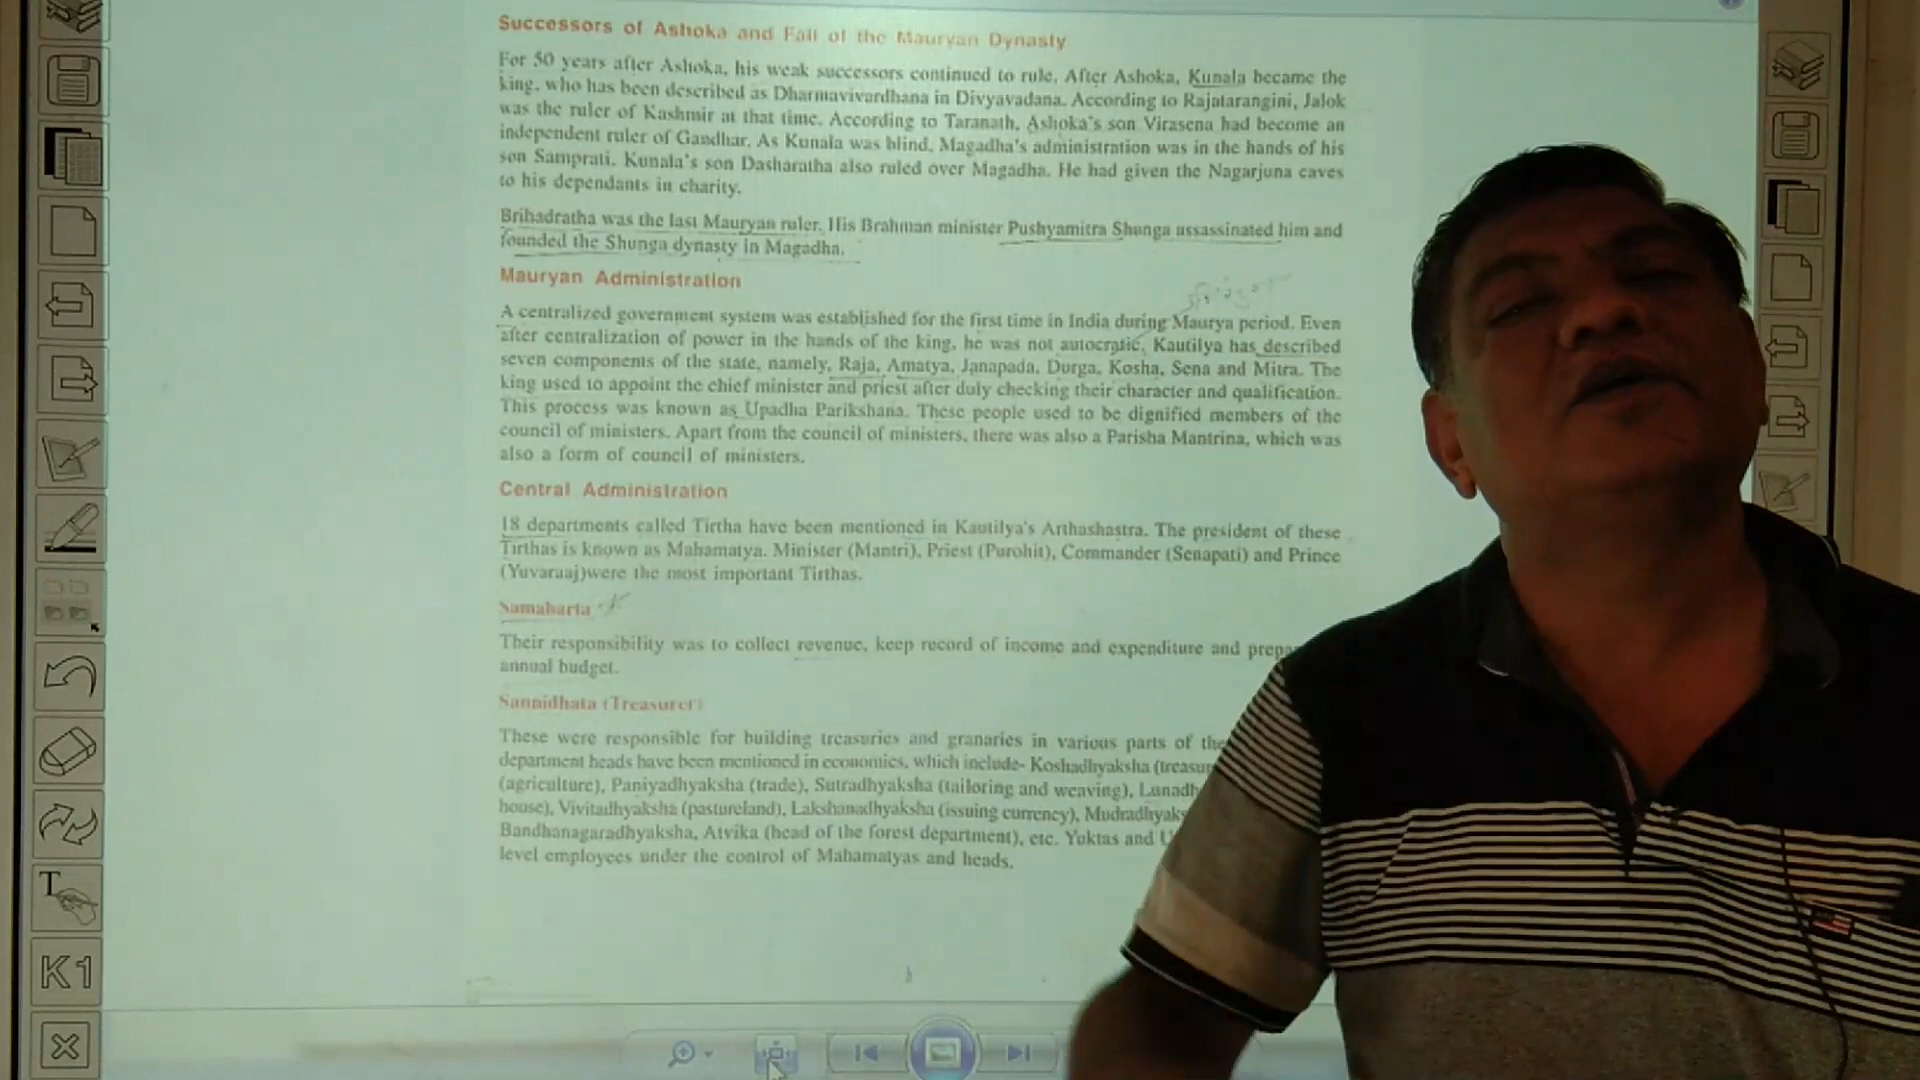 Successors of Ashoka and Fall of the Mauryan Dynasty
For 50 years after Ashoka, his weak successors continued to rule. After Ashoka, Kunala became the
king, who has been described as Dharmavivardhana in Divyavadana. According to Rajatarangini, Jalok
was the ruler of Kashmir at that time. According to Taranath, Ashoka's son Virasena had become an
independent ruler of Gandhar. As Kunala was blind, Magadha's administration was in the hands of his
son Samprati. Kunala's son Dasharatha also ruled over Magadha. He had given the Nagarjuna caves
to his dependants in charity.
Brihadratha was the last Mauryan ruler. His Brahman minister Pushyamitra Shunga assassinated him and
founded the Shunga dynasty in Magadha.
Mauryan Administration
A centralized government system was established for the first time in India during Maurya period. Even
after centralization of power in the hands of the king, he was not autocratic. Kautilya has described
seven components of the state, namely, Raja, Amatya, Janapada, Durga, Kosha, Sena and Mitra. The
king used to appoint the chief minister and priest after duly checking their character and qualification.
This process was known as Upadha Parikshana. These people used to be dignified members of the
council of ministers. Apart from the council of ministers, there was also a Parisha Mantrina, which was
also a form of council of ministers.
Central Administration
18 departments called Tirtha have been mentioned in Kautilya's Arthashastra. The president of these
Tirthas is known as Mahamatya. Minister (Mantri), Priest (Purohit), Commander (Senapati) and Prince
(Yuvaraaj)were the most important Tirthas.
Samaharta
Their responsibility was to collect revenue, keep record of income and expenditure and prepa
annual budget.
Sannidhata (Treasurer)
These were responsible for building treasuries and granaries in various parts of the
department heads have been mentioned in economics, which include- Koshadhyaksha (treasur
(agriculture), Paniyadhyaksha (trade), Sutradhyaksha (tailoring and weaving), Lunadh
house), Vivitadhyaksha (pastureland), Lakshanadhyaksha (issuing currency), Mudradhyaks
Bandhanagaradhyaksha, Atvika (head of the forest department), etc. Yuktas and U
level employees under the control of Mahamatyas and heads.
T
K1